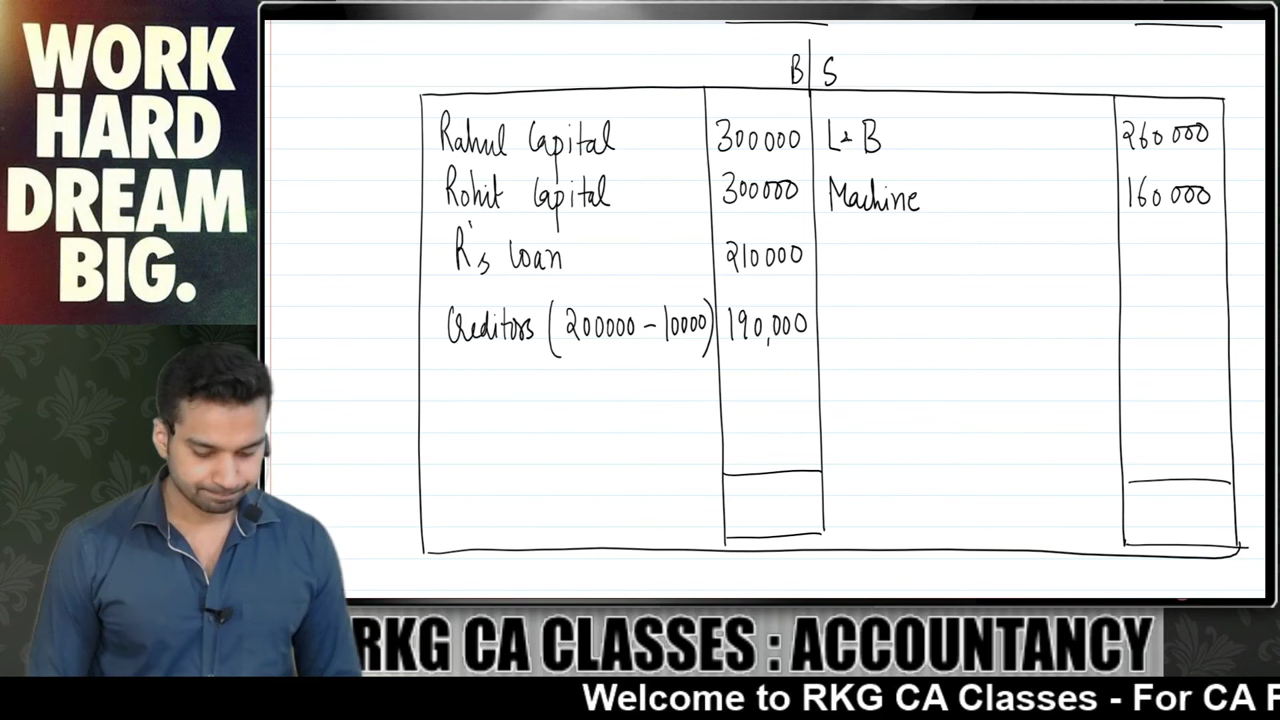 WORK
HARD
DREAM
BIG.
B S
Rahul Capital 300000 L&B 260000
Rohit Capital 300000 Machine 160000
R's loan 210000
Creditors (200000 - 10000) 190,000
RKG CA CLASSES : ACCOUNTANCY
Welcome to RKG CA Classes - For CA F